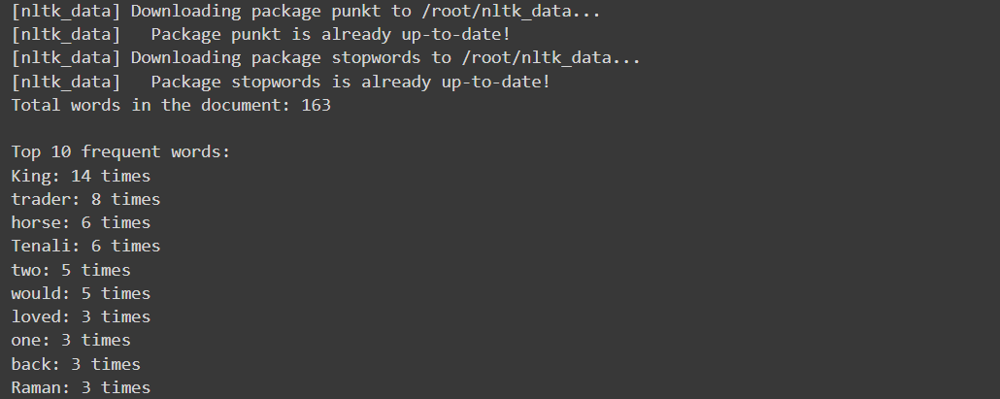 [nltk_data] Downloading package punkt to /root/nltk_data...
[nltk_data]   Package punkt is already up-to-date!
[nltk_data] Downloading package stopwords to /root/nltk_data...
[nltk_data]   Package stopwords is already up-to-date!
Total words in the document: 163

Top 10 frequent words:
King: 14 times
trader: 8 times
horse: 6 times
Tenali: 6 times
two: 5 times
would: 5 times
loved: 3 times
one: 3 times
back: 3 times
Raman: 3 times